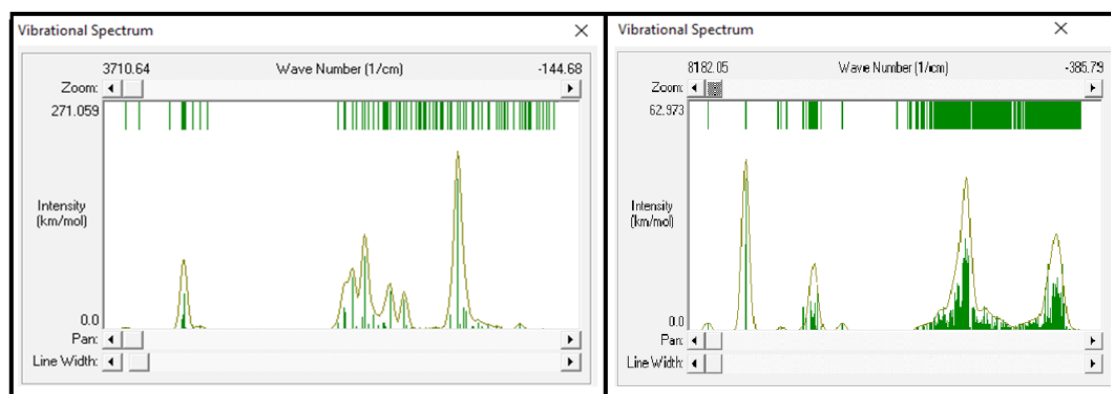 Vibrational Spectrum
3710.64 Wave Number (1/cm) -144.68
Zoom:
271.059
Intensity
(km/mol)
0.0
Pan:
Line Width:
Vibrational Spectrum
8182.05 Wave Number (1/cm) -385.79
Zoom:
62.973
Intensity
(km/mol)
0.0
Pan:
Line Width: